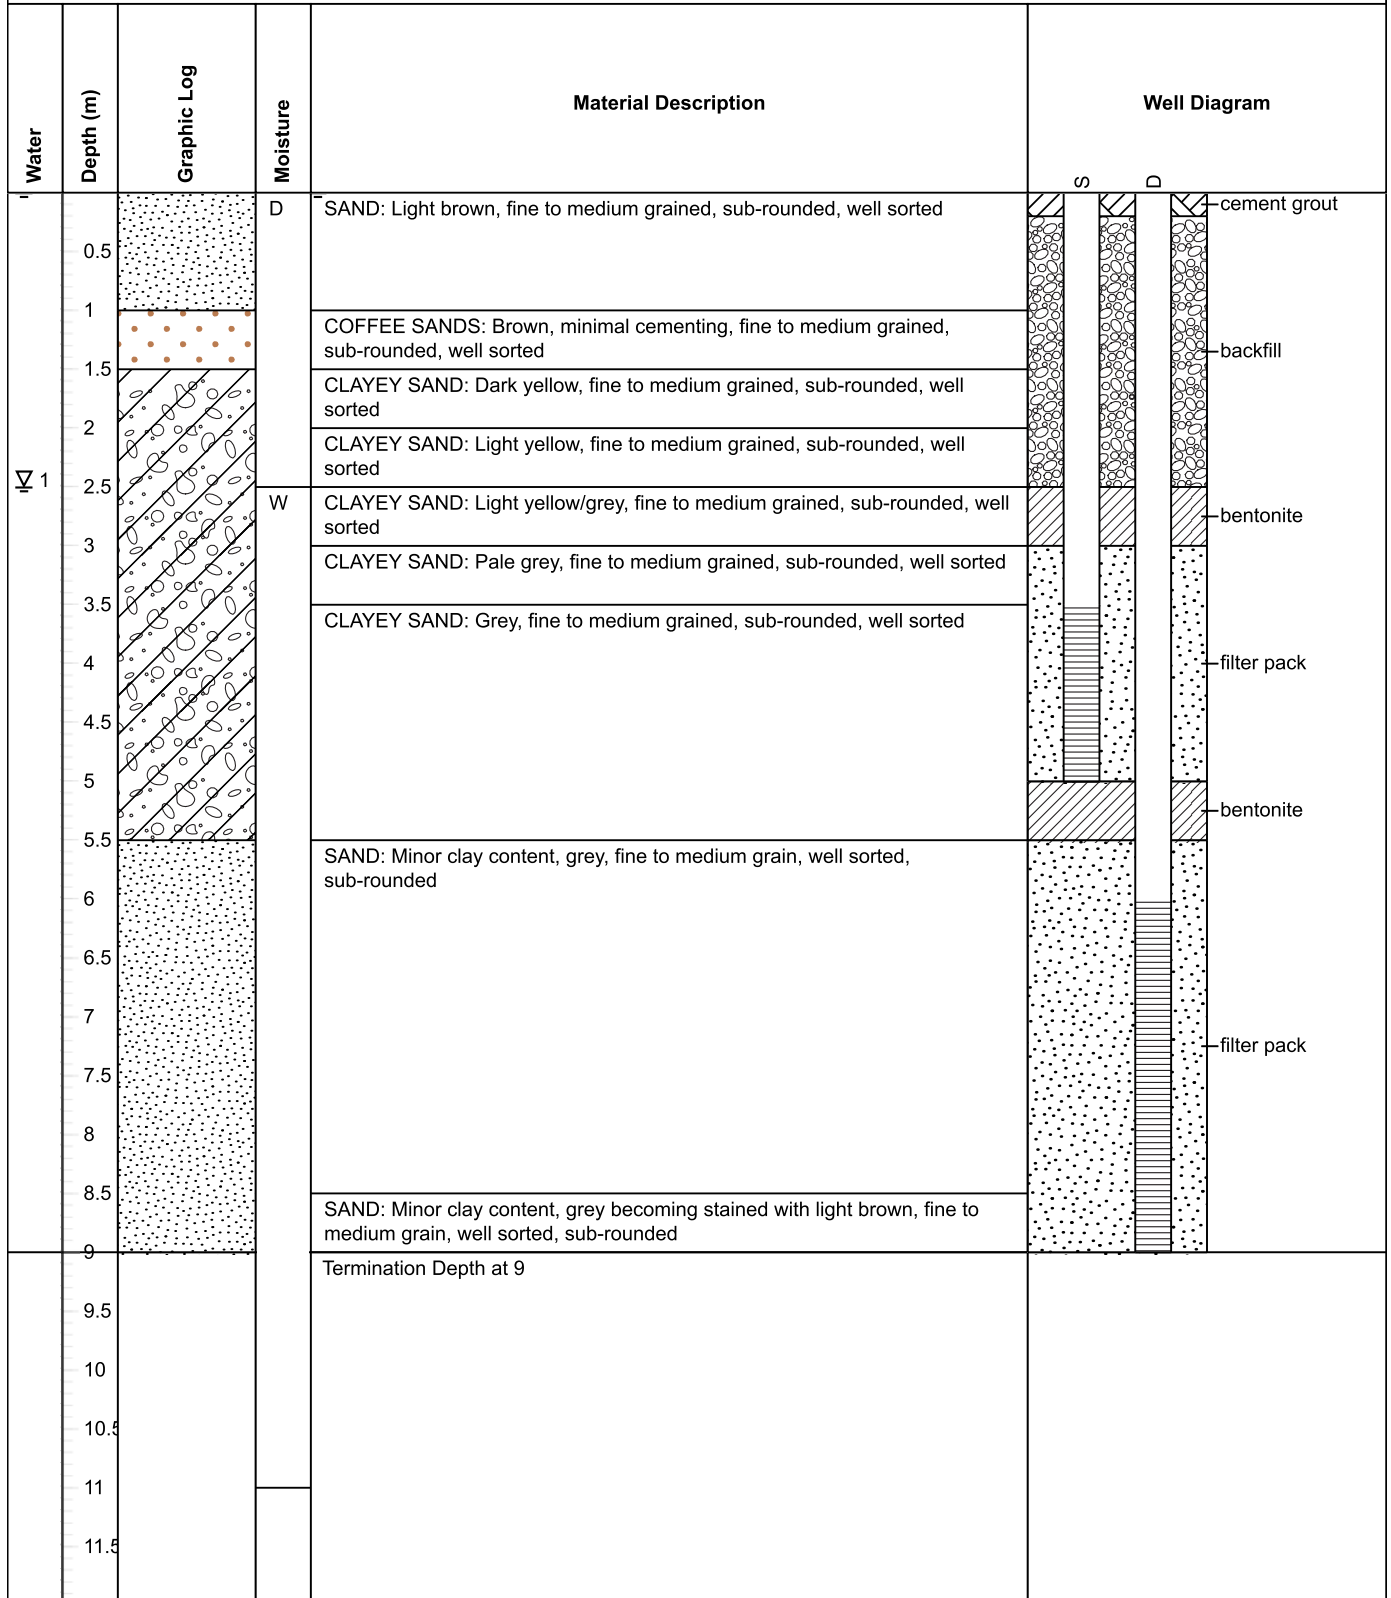 Water
Depth (m)
Graphic Log
Moisture
Material Description
Well Diagram
S
D
D
SAND: Light brown, fine to medium grained, sub-rounded, well sorted
cement grout
0.5
1
COFFEE SANDS: Brown, minimal cementing, fine to medium grained,
sub-rounded, well sorted
backfill
1.5
CLAYEY SAND: Dark yellow, fine to medium grained, sub-rounded, well
sorted
2
CLAYEY SAND: Light yellow, fine to medium grained, sub-rounded, well
sorted
1
2.5
W
CLAYEY SAND: Light yellow/grey, fine to medium grained, sub-rounded, well
sorted
bentonite
3
CLAYEY SAND: Pale grey, fine to medium grained, sub-rounded, well sorted
3.5
CLAYEY SAND: Grey, fine to medium grained, sub-rounded, well sorted
4
filter pack
4.5
5
bentonite
5.5
SAND: Minor clay content, grey, fine to medium grain, well sorted,
sub-rounded
6
6.5
7
filter pack
7.5
8
8.5
SAND: Minor clay content, grey becoming stained with light brown, fine to
medium grain, well sorted, sub-rounded
9
Termination Depth at 9
9.5
10
10.5
11
11.5